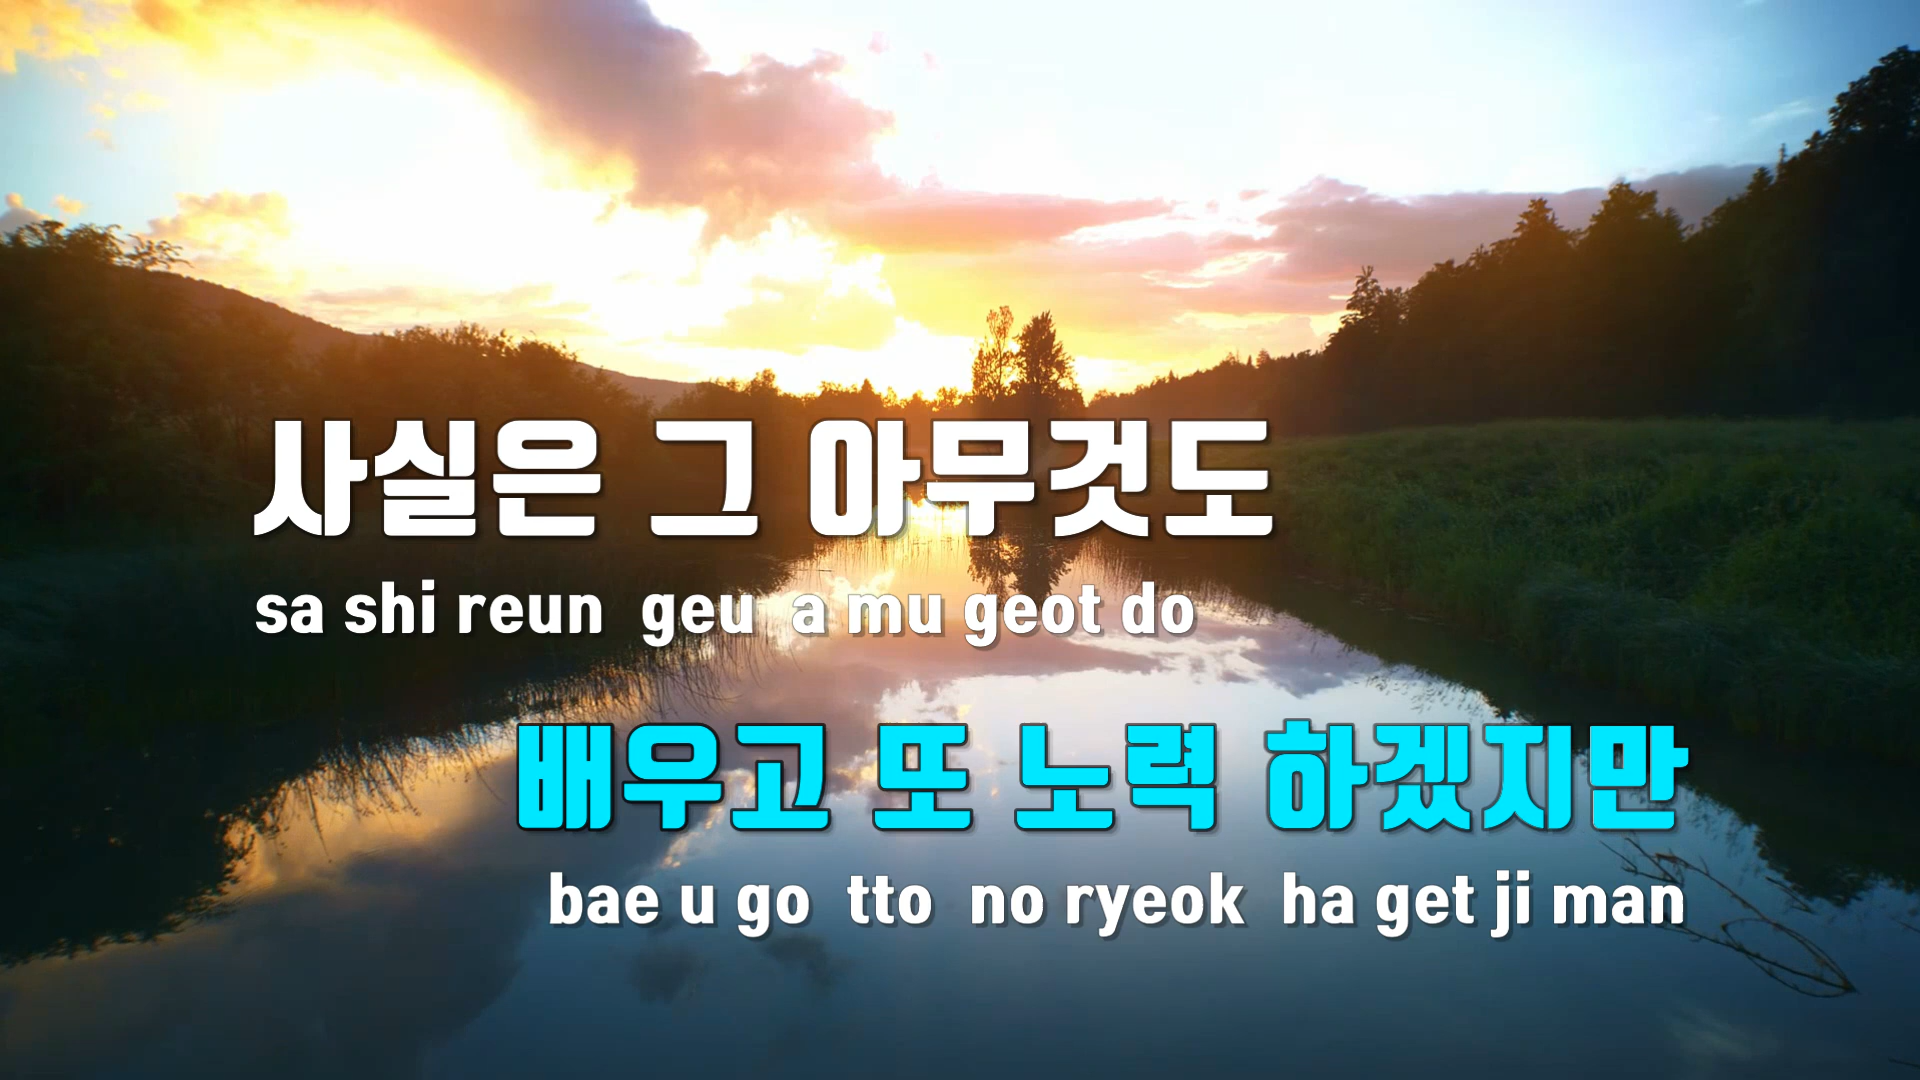 사실은 그 아무것도
sa shi reun geu a mu geot do
배우고 또 노력 하겠지만
bae u go tto no ryeok ha get ji man